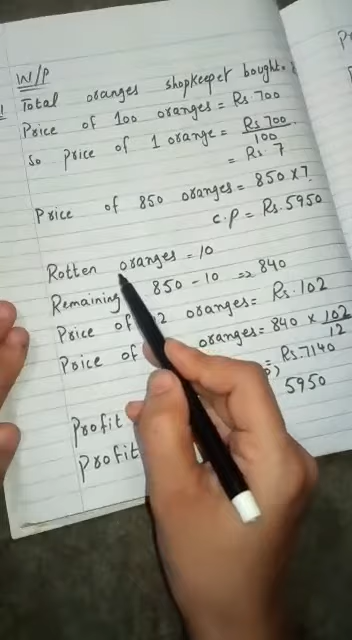 W/P
Total oranges shopkeeper bought =
Price of 100 oranges = Rs. 700
so price of 1 orange = Rs 700
100
= Rs. 7
Price of 850 oranges = 850 × 7
C.P = Rs. 5950
Rotten oranges = 10
Remaining 850 - 10 => 840
Price of 12 oranges = Rs. 102
Price of oranges = 840 × 102
12
= Rs. 7140
5950
Profit
Profit